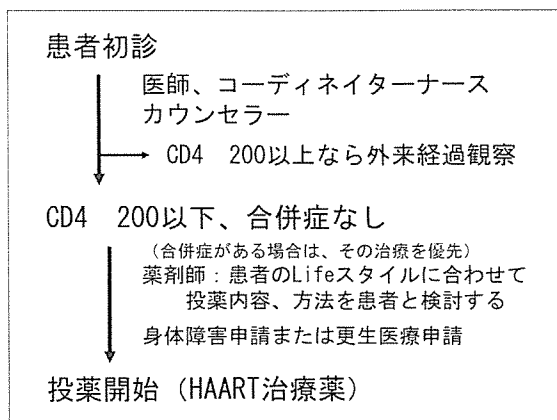 患者初診
医師、コーディネイターナース
カウンセラー
CD4 200以上なら外来経過観察
CD4 200以下、合併症なし
(合併症がある場合は、その治療を優先)
薬剤師:患者のLifeスタイルに合わせて
投薬内容、方法を患者と検討する
身体障害申請または更生医療申請
投薬開始(HAART治療薬)